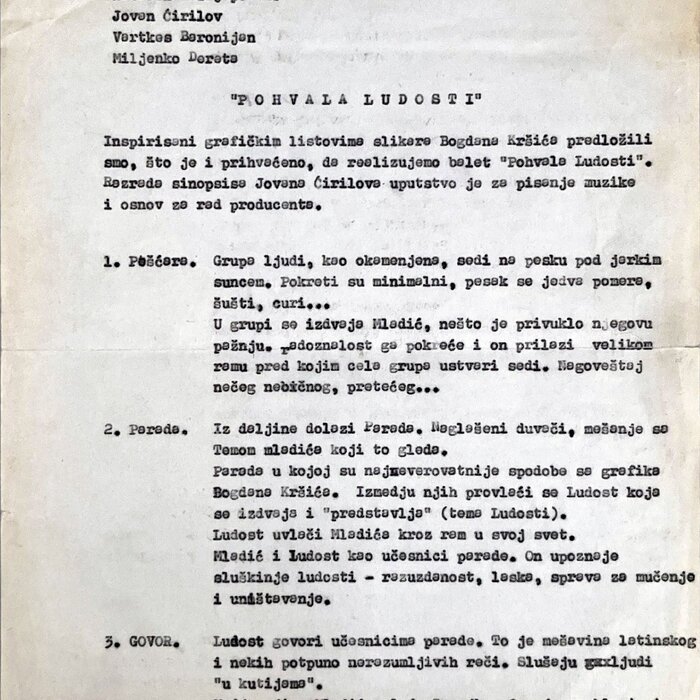 Jovan Ćirilov
Vartkes Baronijan
Miljenko Dereta
"POHVALA LUDOSTI"
Inspirisani grafičkim listovima slikara Bogdana Kršića predložili
smo, što je i prihvaćeno, da realizujemo balet "Pohvala Ludosti".
Razrada sinopsisa Jovana Ćirilova uputstvo je za pisanje muzike
i osnov za rad producenta.
1. Peščara. Grupa ljudi, kao okamenjena, sedi na pesku pod jarkim
suncem. Pokreti su minimalni, pesak se jedva pomera,
šušti, curi...
U grupi se izdvaja Mladić, nešto je privuklo njegovu
pažnju. Radoznalost ga pokreće i on prilazi velikom
ramu pred kojim cela grupa ustvari sedi. Nagoveštaj
nečeg neobičnog, pretećeg...
2. Parada. Iz daljine dolazi Parada. Naglašeni duvači, mešanje sa
Temom mladića koji to gleda.
Parada u kojoj su najneverovatnije spodobe sa grafika
Bogdana Kršića. Izmedju njih provlači se Ludost koja
se izdvaja i "predstavlja" (tema Ludosti).
Ludost uvlači Mladića kroz ram u svoj svet.
Mladić i Ludost kao učesnici parade. On upoznaje
sluškinje ludosti - razuzdanost, laska, sprava za mučenje
i uništavanje.
3. GOVOR. Ludost govori učesnicima parade. To je mešavina latinskog
i nekih potpuno nerazumljivih reči. Slušaju ljudi
"u kutijama".